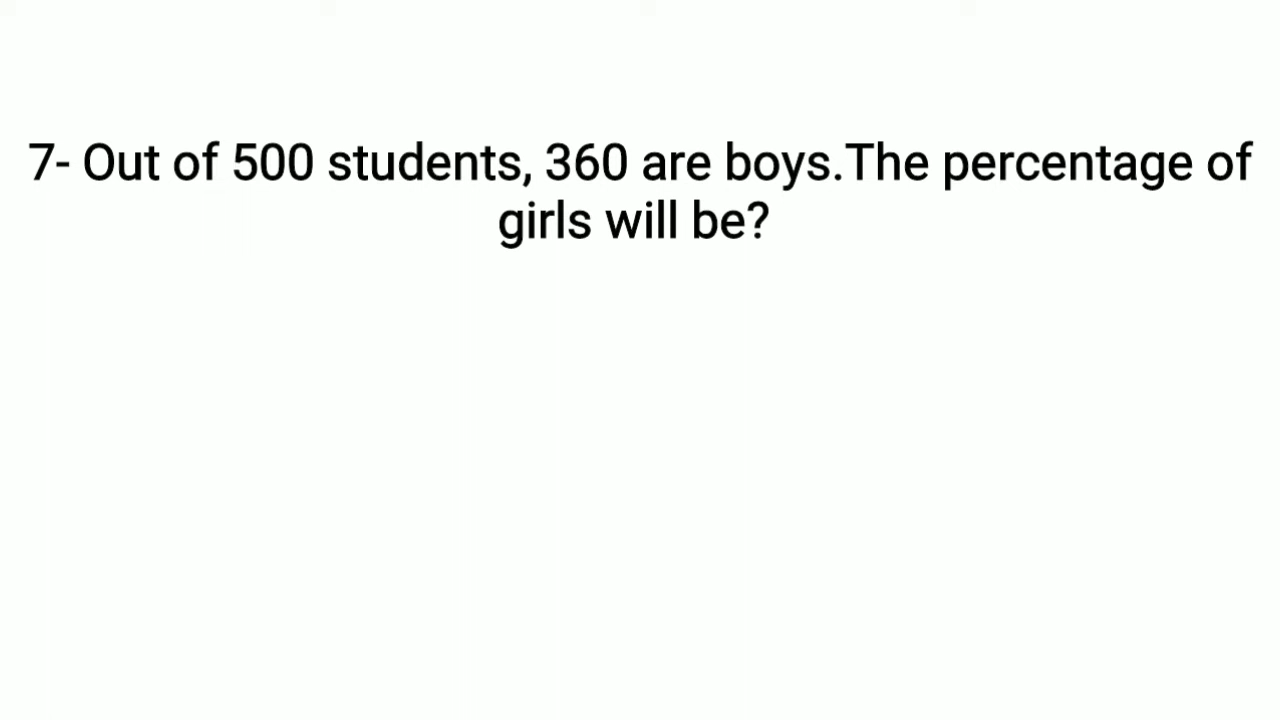 7- Out of 500 students, 360 are boys.The percentage of
girls will be?